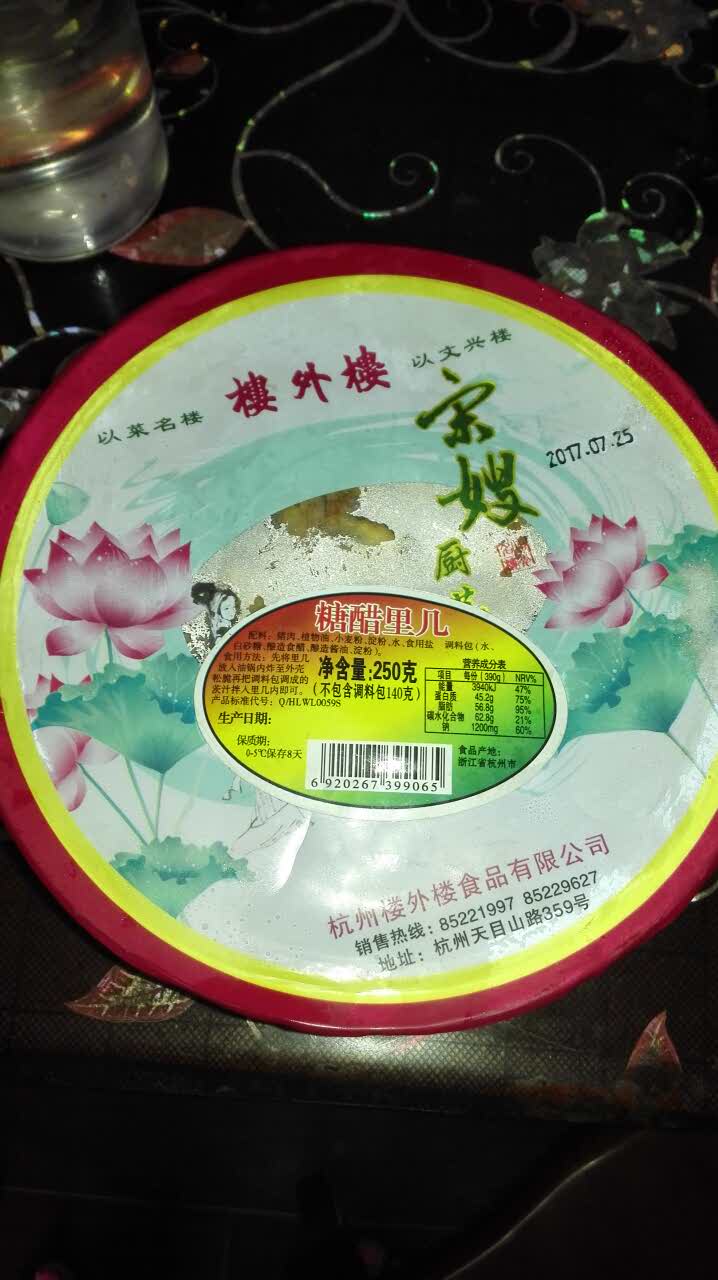 以文兴楼
樓外樓
以菜名楼
宋嫂
厨
2017.07.25
糖醋里几
配料：猪肉、植物油、小麦粉、淀粉、水、食用盐 调料包(水、
白砂糖、酿造食醋、酿造酱油、淀粉)。
食用方法：先将里几
放入油锅内炸至外壳
松脆再把调料包调成的
茨汁拌入里几内即可。
产品标准代号：Q/HLWL0059S
净含量:250克
(不包含调料包140克)
营养成分表
项目 每份(390g) NRV%
能量 3940kJ 47%
蛋白质 45.2g 75%
脂肪 56.8g 95%
碳水化合物 62.8g 21%
钠 1200mg 60%
生产日期:
保质期:
0-5℃保存8天
食品产地:
浙江省杭州市
6 920267 399065
杭州楼外楼食品有限公司
销售热线: 85221997 85229627
地址: 杭州天目山路359号